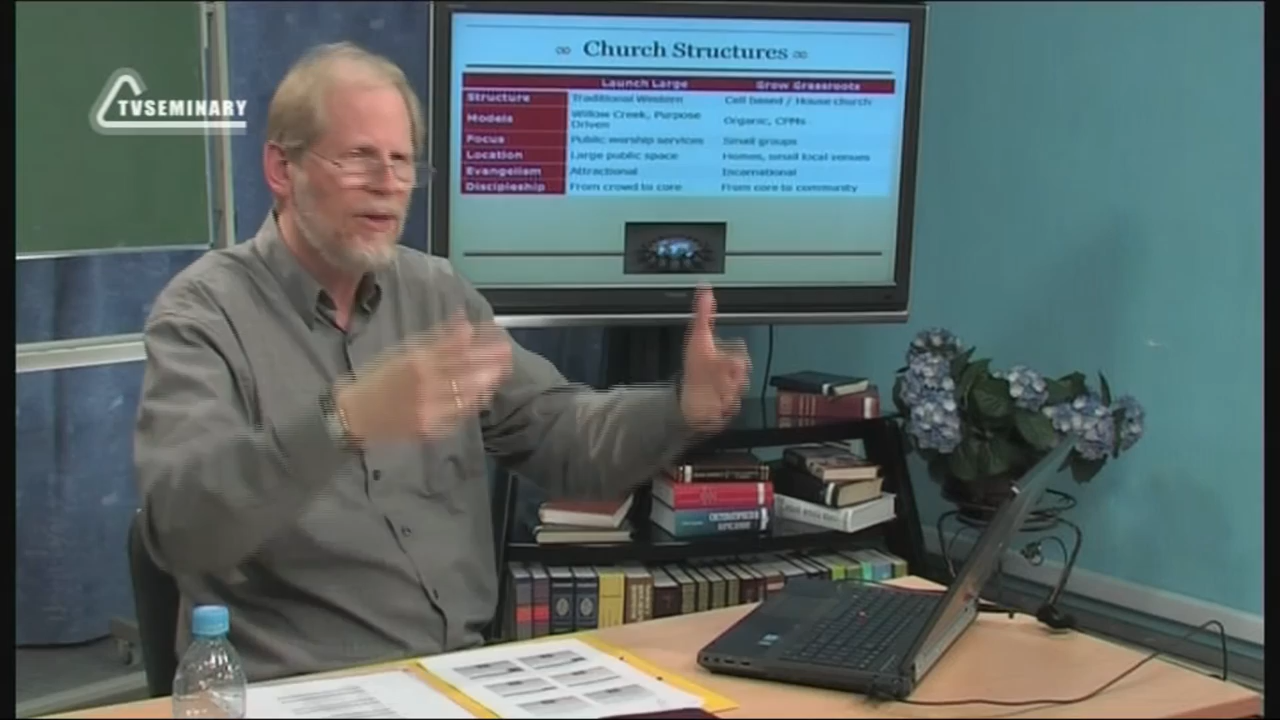 TVSEMINARY
Church Structures
Launch Large Grow Grassroots
Structure Traditional Western Cell based / House church
Models Willow Creek, Purpose Driven Organic, CPMs
Focus Public worship services Small groups
Location Large public space Homes, small local venues
Evangelism Attractional Incarnational
Discipleship From crowd to core From core to community